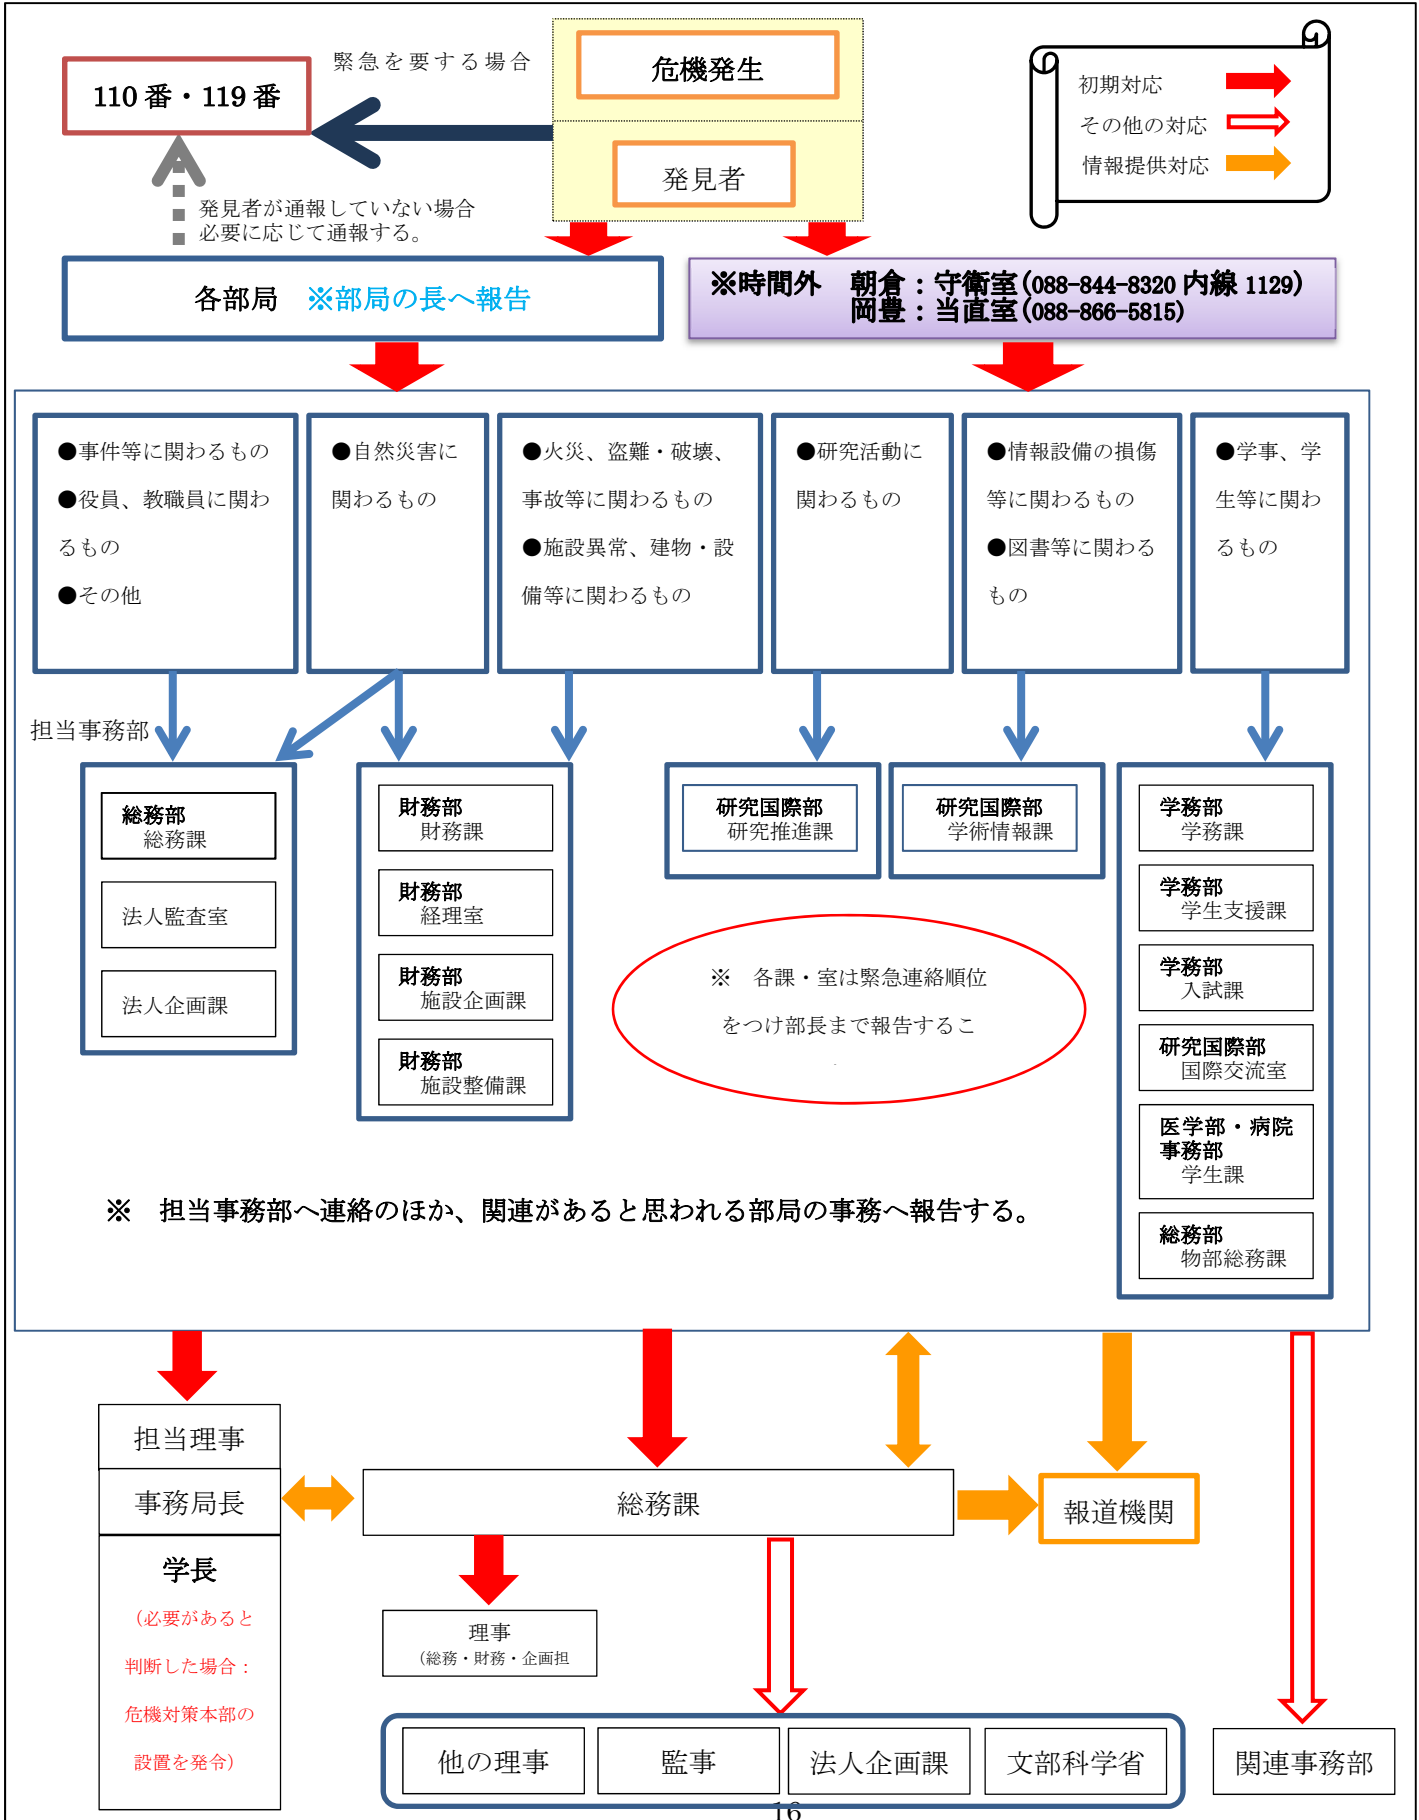 緊急を要する場合
危機発生
110番・119番
発見者
初期対応
その他の対応
情報提供対応
発見者が通報していない場合
必要に応じて通報する。
各部局 ※部局の長へ報告
※時間外 朝倉：守衛室(088-844-8320 内線 1129)
岡豊：当直室(088-866-5815)
●事件等に関わるもの
●役員、教職員に関わ
るもの
●その他
●自然災害に
関わるもの
●火災、盗難・破壊、
事故等に関わるもの
●施設異常、建物・設
備等に関わるもの
●研究活動に
関わるもの
●情報設備の損傷
等に関わるもの
●図書等に関わる
もの
●学事、学
生等に関わ
るもの
担当事務部
総務部
総務課
法人監査室
法人企画課
財務部
財務課
財務部
経理室
財務部
施設企画課
財務部
施設整備課
研究国際部
研究推進課
研究国際部
学術情報課
学務部
学務課
学務部
学生支援課
学務部
入試課
研究国際部
国際交流室
医学部・病院
事務部
学生課
総務部
物部総務課
※ 各課・室は緊急連絡順位
をつけ部長まで報告するこ
※ 担当事務部へ連絡のほか、関連があると思われる部局の事務へ報告する。
担当理事
事務局長
学長
（必要があると
判断した場合：
危機対策本部の
設置を発令）
総務課
報道機関
理事
（総務・財務・企画担
他の理事
監事
法人企画課
文部科学省
関連事務部
16